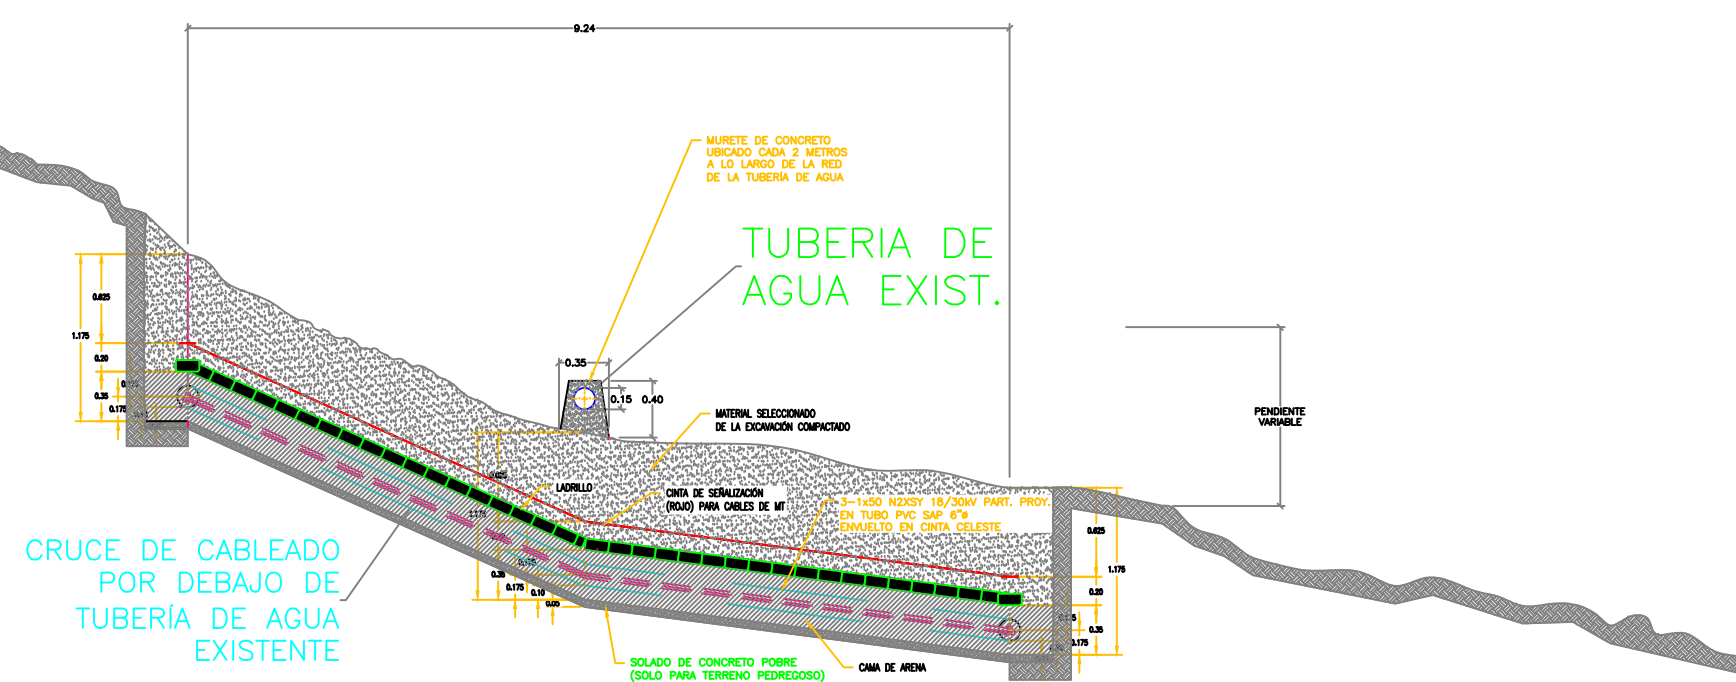 9.24
MURETE DE CONCRETO
UBICADO CADA 2 METROS
A LO LARGO DE LA RED
DE LA TUBERÍA DE AGUA
TUBERIA DE
AGUA EXIST.
0.625
1.175
0.20
0.35
0.175
0.35
0.15
0.40
MATERIAL SELECCIONADO
DE LA EXCAVACIÓN COMPACTADO
PENDIENTE
VARIABLE
LADRILLO
CINTA DE SEÑALIZACIÓN
(ROJO) PARA CABLES DE MT
3-1x50 N2XSY 18/30kV PART. PROY.
EN TUBO PVC SAP 6"ø
ENVUELTO EN CINTA CELESTE
0.625
1.175
0.20
0.35
0.175
CRUCE DE CABLEADO
POR DEBAJO DE
TUBERÍA DE AGUA
EXISTENTE
0.35
0.175
0.10
0.05
SOLADO DE CONCRETO POBRE
(SOLO PARA TERRENO PEDREGOSO)
CAMA DE ARENA